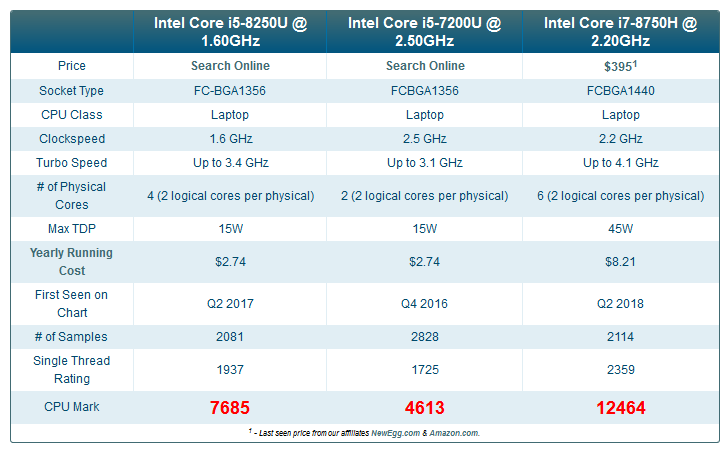 Intel Core i5-8250U @ 1.60GHz Intel Core i5-7200U @ 2.50GHz Intel Core i7-8750H @ 2.20GHz
Price Search Online Search Online $395¹
Socket Type FC-BGA1356 FCBGA1356 FCBGA1440
CPU Class Laptop Laptop Laptop
Clockspeed 1.6 GHz 2.5 GHz 2.2 GHz
Turbo Speed Up to 3.4 GHz Up to 3.1 GHz Up to 4.1 GHz
# of Physical Cores 4 (2 logical cores per physical) 2 (2 logical cores per physical) 6 (2 logical cores per physical)
Max TDP 15W 15W 45W
Yearly Running Cost $2.74 $2.74 $8.21
First Seen on Chart Q2 2017 Q4 2016 Q2 2018
# of Samples 2081 2828 2114
Single Thread Rating 1937 1725 2359
CPU Mark 7685 4613 12464
¹ - Last seen price from our affiliates NewEgg.com & Amazon.com.